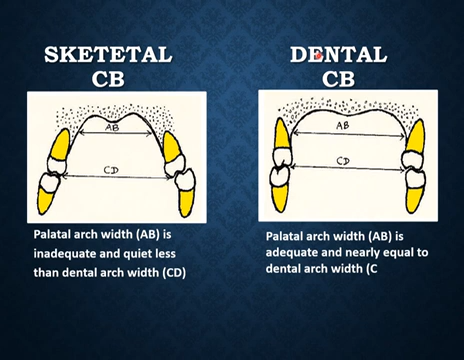 SKETETAL
CB
AB
CD
Palatal arch width (AB) is
inadequate and quiet less
than dental arch width (CD)
DENTAL
CB
AB
CD
Palatal arch width (AB) is
adequate and nearly equal to
dental arch width (C